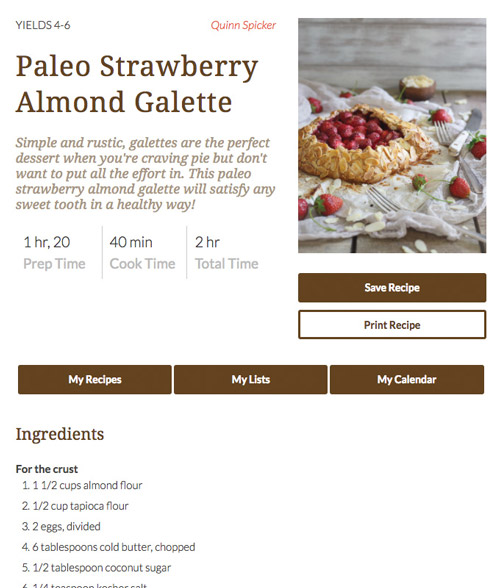 YIELDS 4-6
Quinn Spicker
Paleo Strawberry
Almond Galette
Simple and rustic, galettes are the perfect
dessert when you're craving pie but don't
want to put all the effort in. This paleo
strawberry almond galette will satisfy any
sweet tooth in a healthy way!
1 hr, 20
Prep Time
40 min
Cook Time
2 hr
Total Time
Save Recipe
Print Recipe
My Recipes
My Lists
My Calendar
Ingredients
For the crust
1. 1 1/2 cups almond flour
2. 1/2 cup tapioca flour
3. 2 eggs, divided
4. 6 tablespoons cold butter, chopped
5. 1/2 tablespoon coconut sugar
6. 1/4 teaspoon kosher salt